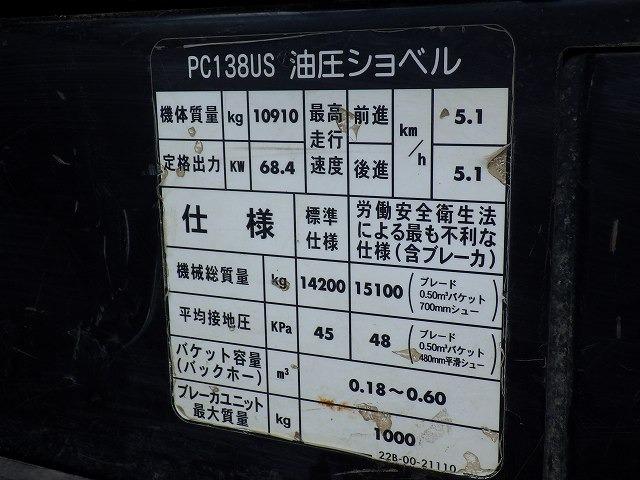 PC138US 油圧ショベル
機体質量 kg 10910 最高走行速度 前進 km/h 5.1
定格出力 KW 68.4 後進 5.1
仕様 標準仕様 労働安全衛生法による最も不利な仕様(含ブレーカ)
機械総質量 kg 14200 15100 (ブレード 0.50m³バケット 700mmシュー)
平均接地圧 KPa 45 48 (ブレード 0.50m³バケット 480mm平滑シュー)
バケット容量(バックホー) m³ 0.18～0.60
ブレーカユニット最大質量 kg 1000
22B-00-21110